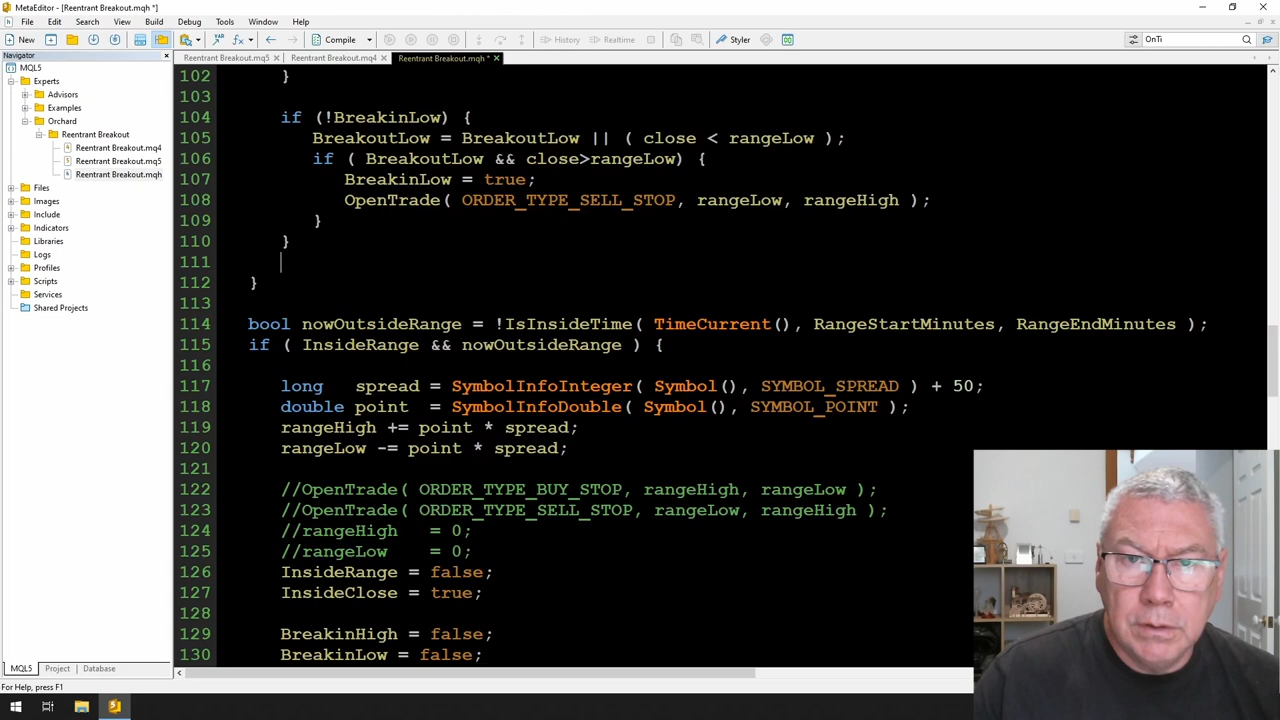 MetaEditor - [Reentrant Breakout.mqh *]
File Edit Search View Build Debug Tools Window Help
New Compile History Realtime Styler OnTi
Navigator
Reentrant Breakout.mq5 Reentrant Breakout.mq4 Reentrant Breakout.mqh *
MQL5
Experts
Advisors
Examples
Orchard
Reentrant Breakout
Reentrant Breakout.mq4
Reentrant Breakout.mq5
Reentrant Breakout.mqh
Files
Images
Include
Indicators
Libraries
Logs
Profiles
Scripts
Services
Shared Projects
102 }
103
104 if (!BreakinLow) {
105 BreakoutLow = BreakoutLow || ( close < rangeLow );
106 if ( BreakoutLow && close>rangeLow) {
107 BreakinLow = true;
108 OpenTrade( ORDER_TYPE_SELL_STOP, rangeLow, rangeHigh );
109 }
110 }
111
112 }
113
114 bool nowOutsideRange = !IsInsideTime( TimeCurrent(), RangeStartMinutes, RangeEndMinutes );
115 if ( InsideRange && nowOutsideRange ) {
116
117 long spread = SymbolInfoInteger( Symbol(), SYMBOL_SPREAD ) + 50;
118 double point = SymbolInfoDouble( Symbol(), SYMBOL_POINT );
119 rangeHigh += point * spread;
120 rangeLow -= point * spread;
121
122 //OpenTrade( ORDER_TYPE_BUY_STOP, rangeHigh, rangeLow );
123 //OpenTrade( ORDER_TYPE_SELL_STOP, rangeLow, rangeHigh );
124 //rangeHigh = 0;
125 //rangeLow = 0;
126 InsideRange = false;
127 InsideClose = true;
128
129 BreakinHigh = false;
130 BreakinLow = false;
MQL5 Project Database
For Help, press F1